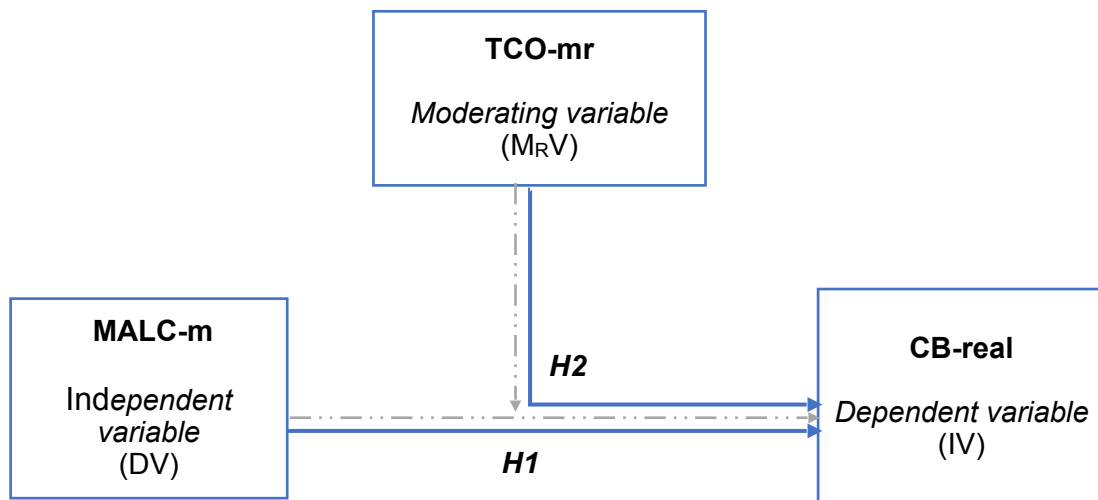 TCO-mr
Moderating variable
(MRV)
MALC-m
Independent
variable
(DV)
H2
H1
CB-real
Dependent variable
(IV)